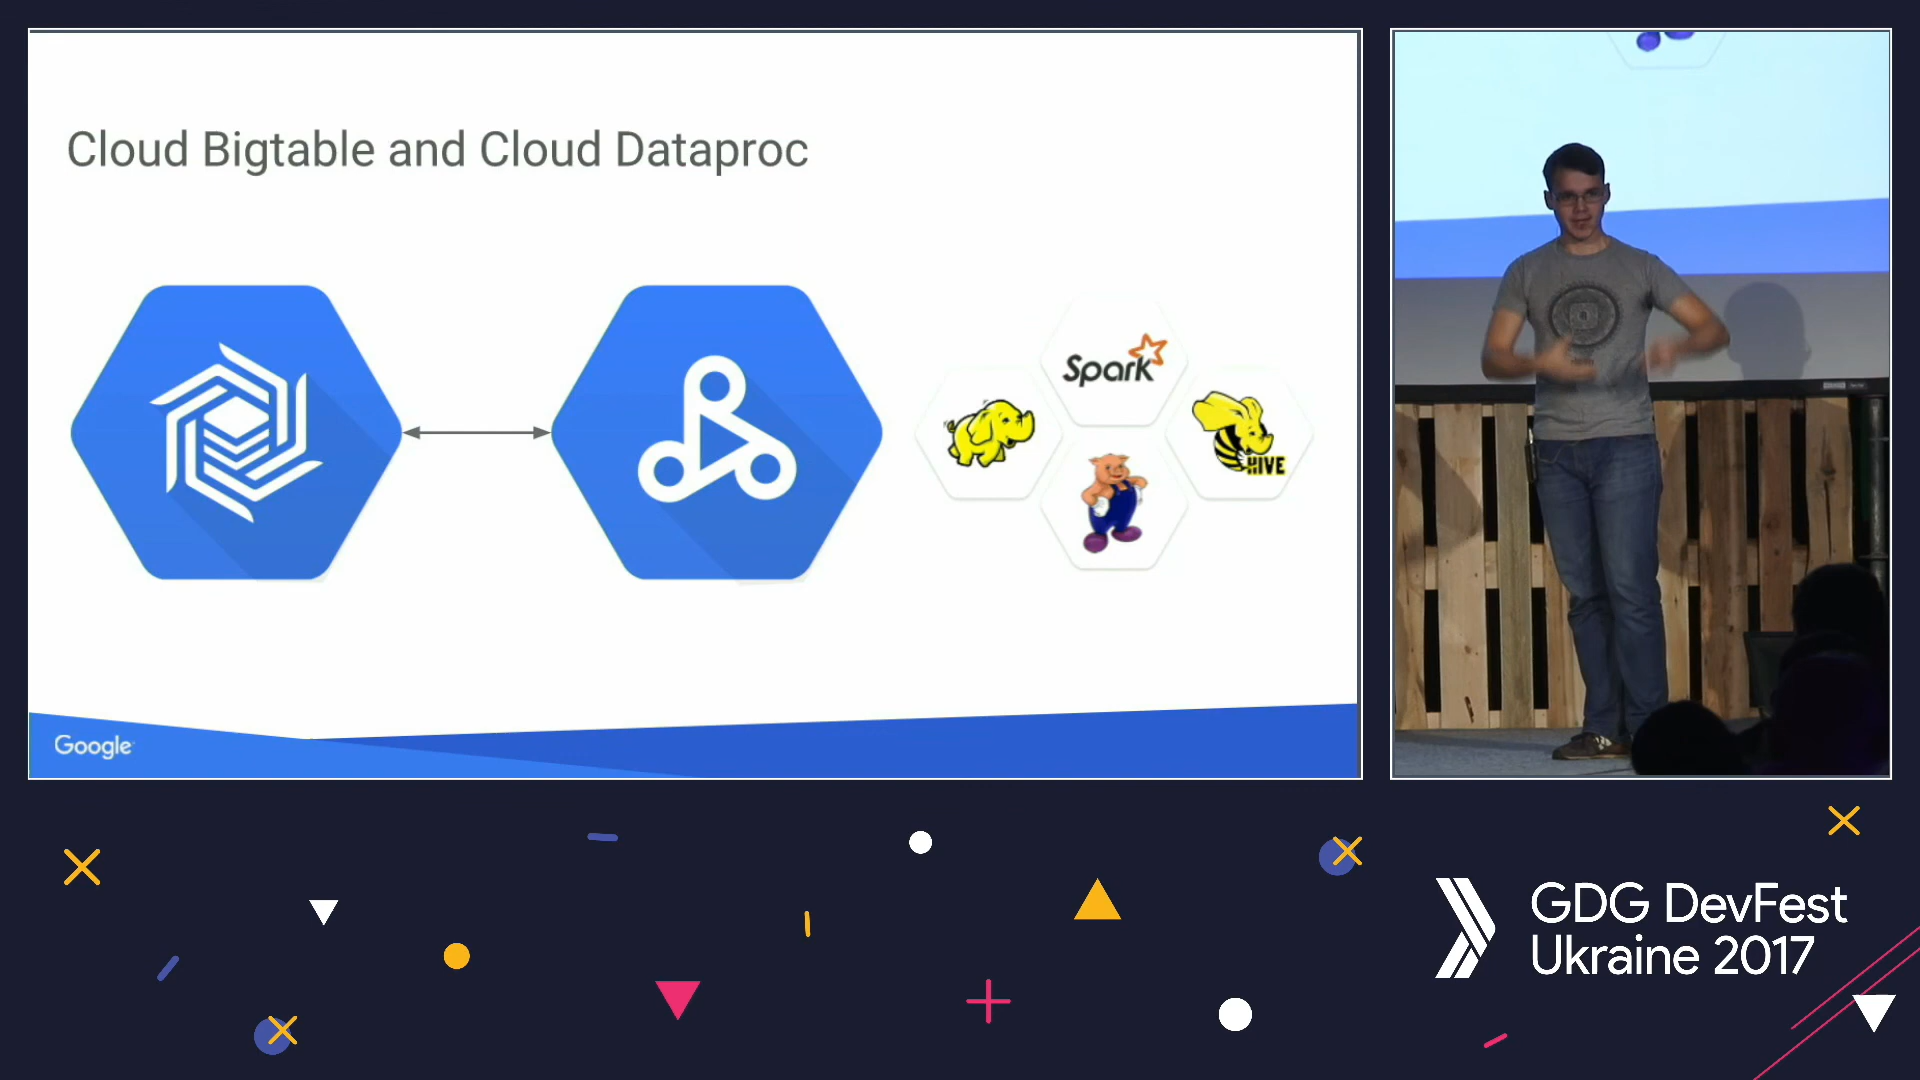 Cloud Bigtable and Cloud Dataproc
Spark
HIVE
Google
GDG DevFest
Ukraine 2017